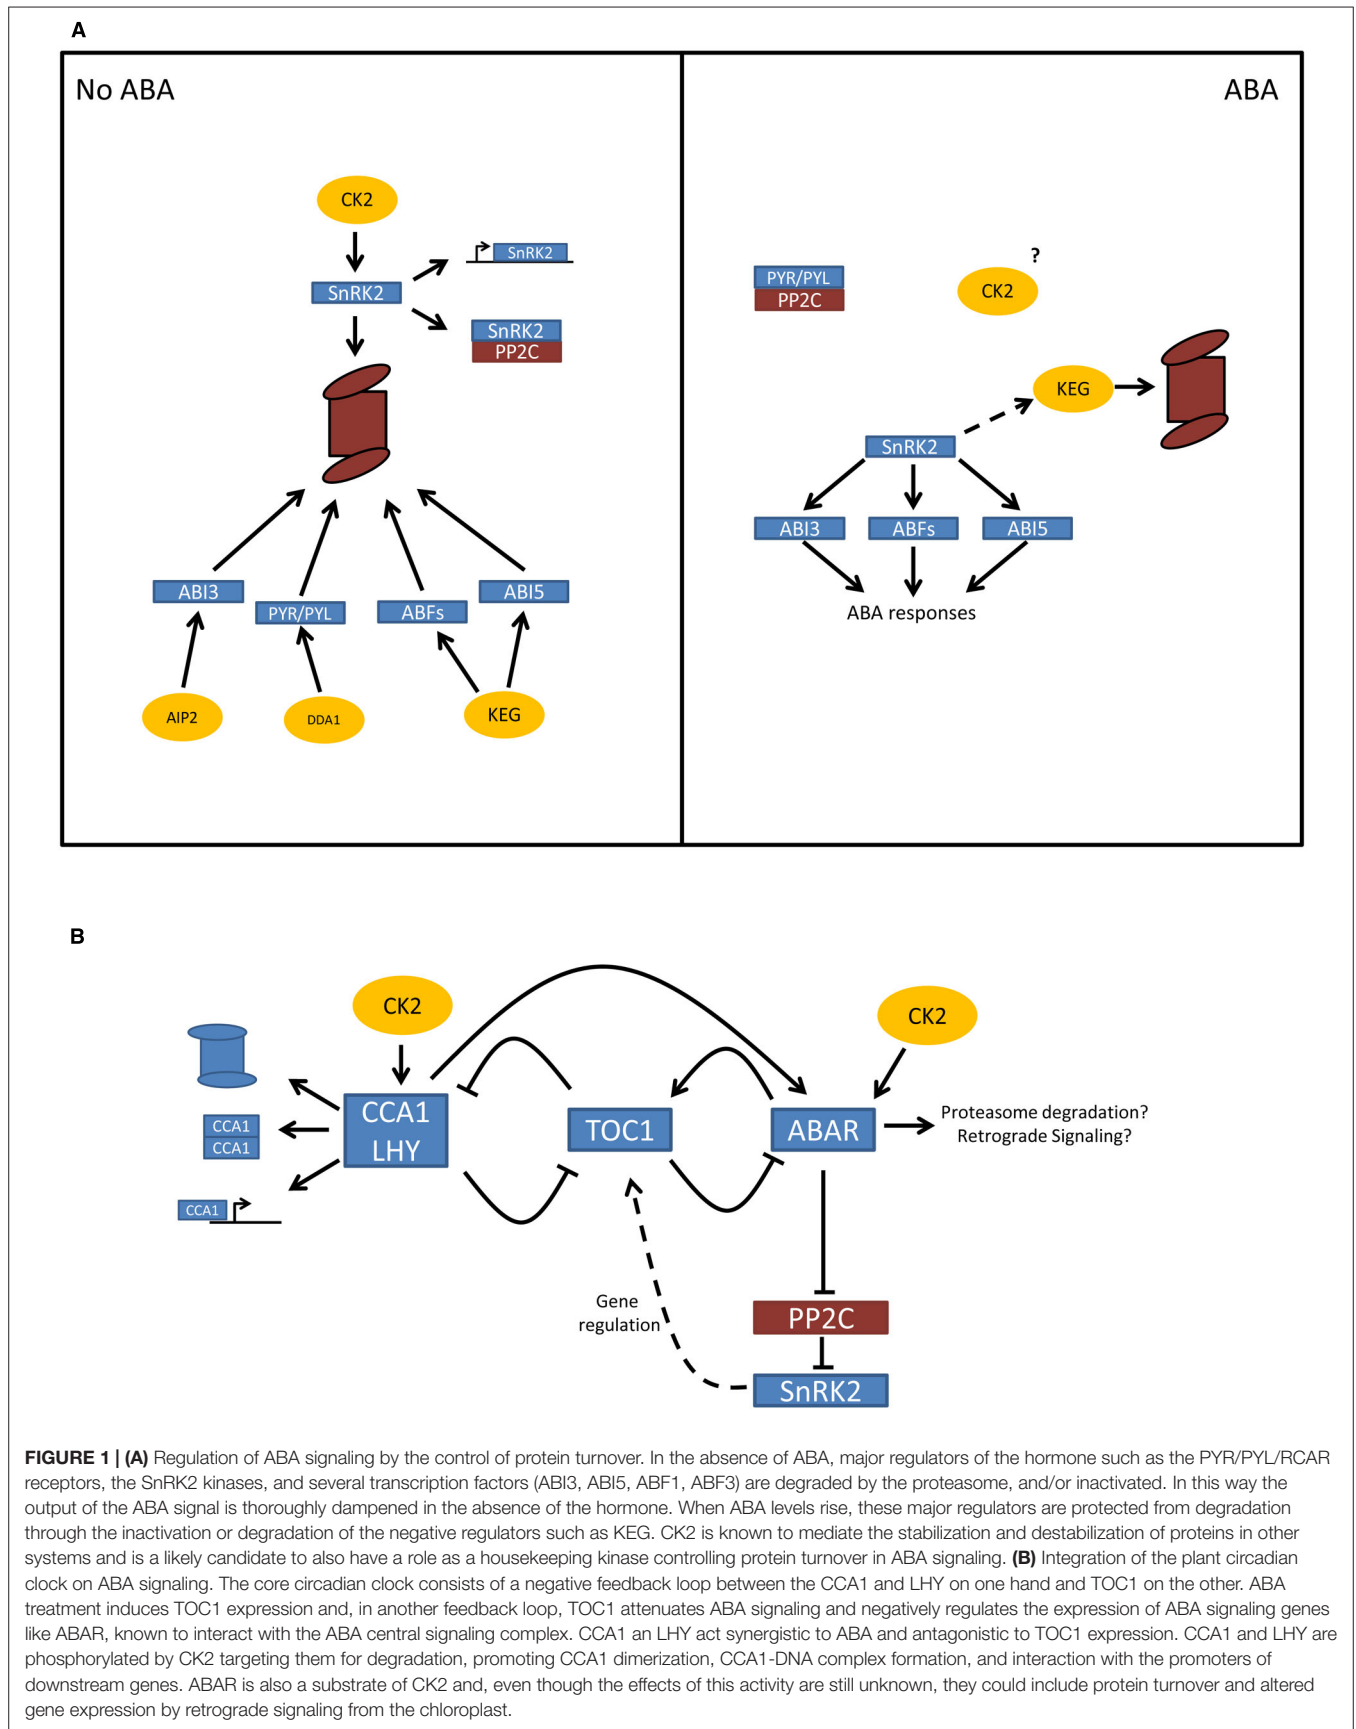 A
No ABA
CK2
SnRK2
SnRK2
SnRK2
PP2C
ABI3
PYR/PYL
ABFs
ABI5
AIP2
DDA1
KEG
ABA
?
PYR/PYL
PP2C
CK2
KEG
SnRK2
ABI3
ABFs
ABI5
ABA responses
B
CK2
CK2
CCA1
LHY
TOC1
ABAR
CCA1
CCA1
CCA1
Proteasome degradation?
Retrograde Signaling?
Gene
regulation
PP2C
SnRK2
FIGURE 1 | (A) Regulation of ABA signaling by the control of protein turnover. In the absence of ABA, major regulators of the hormone such as the PYR/PYL/RCAR
receptors, the SnRK2 kinases, and several transcription factors (ABI3, ABI5, ABF1, ABF3) are degraded by the proteasome, and/or inactivated. In this way the
output of the ABA signal is thoroughly dampened in the absence of the hormone. When ABA levels rise, these major regulators are protected from degradation
through the inactivation or degradation of the negative regulators such as KEG. CK2 is known to mediate the stabilization and destabilization of proteins in other
systems and is a likely candidate to also have a role as a housekeeping kinase controlling protein turnover in ABA signaling. (B) Integration of the plant circadian
clock on ABA signaling. The core circadian clock consists of a negative feedback loop between the CCA1 and LHY on one hand and TOC1 on the other. ABA
treatment induces TOC1 expression and, in another feedback loop, TOC1 attenuates ABA signaling and negatively regulates the expression of ABA signaling genes
like ABAR, known to interact with the ABA central signaling complex. CCA1 an LHY act synergistic to ABA and antagonistic to TOC1 expression. CCA1 and LHY are
phosphorylated by CK2 targeting them for degradation, promoting CCA1 dimerization, CCA1-DNA complex formation, and interaction with the promoters of
downstream genes. ABAR is also a substrate of CK2 and, even though the effects of this activity are still unknown, they could include protein turnover and altered
gene expression by retrograde signaling from the chloroplast.